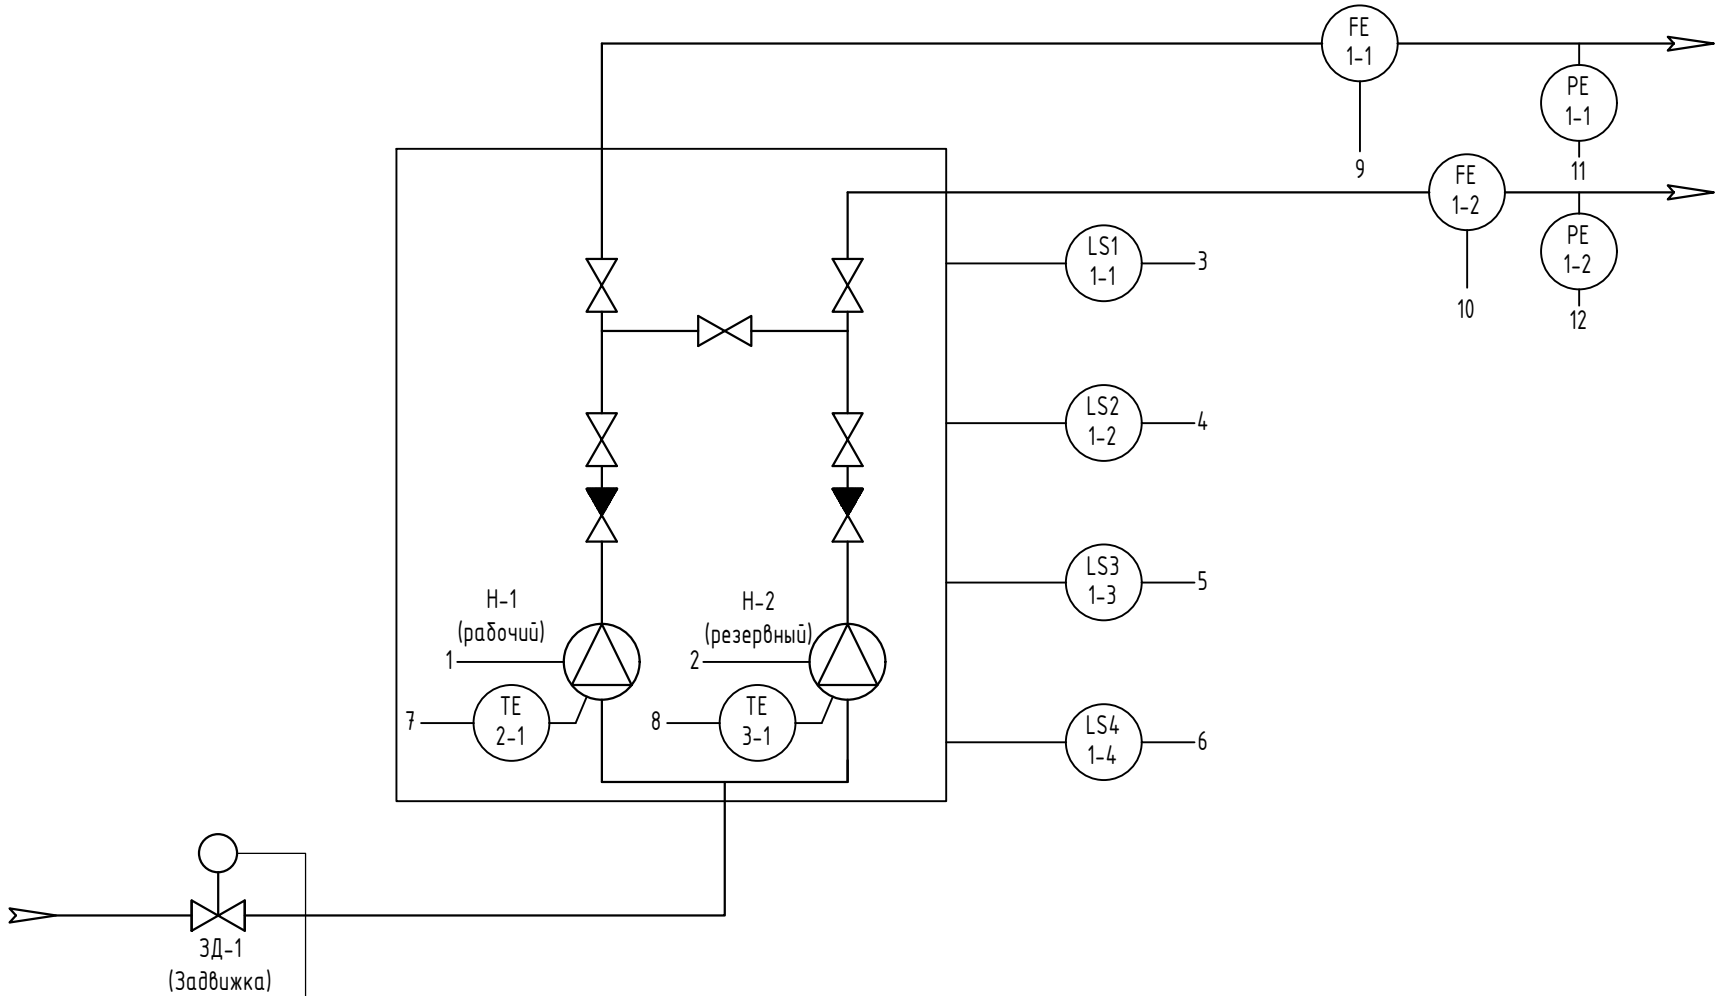 FE
1-1
PE
1-1
9
11
FE
1-2
PE
1-2
10
12
LS1
1-1
3
LS2
1-2
4
LS3
1-3
5
LS4
1-4
6
Н-1
(рабочий)
1
Н-2
(резервный)
2
7
TE
2-1
8
TE
3-1
ЗД-1
(Задвижка)